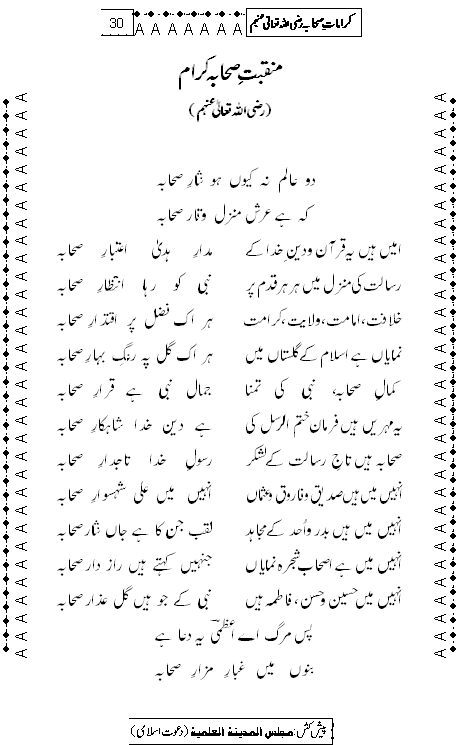 کراماتِ صحابہ رضی اللہ تعالیٰ عنہم 30
منقبتِ صحابہ کرام
(رضی اللہ تعالیٰ عنہم)
دو عالم نہ کیوں ہو نثارِ صحابہ
کہ ہے عرش منزل وقارِ صحابہ
امیں ہیں یہ قرآن و دینِ خدا کے مدارِ ہدیٰ اعتبارِ صحابہ
رسالت کی منزل میں ہر ہر قدم پر نبی کو رہا انتظارِ صحابہ
خلافت، امامت، ولایت، کرامت ہر اک فضل پر اقتدارِ صحابہ
نمایاں ہے اسلام کے گلستاں میں ہر اک گل پہ رنگِ بہارِ صحابہ
کمالِ صحابہ، نبی کی تمنا جمالِ نبی ہے قرارِ صحابہ
یہ مہریں ہیں فرمان ختم الرسل کی ہے دینِ خدا شاہکارِ صحابہ
صحابہ ہیں تاجِ رسالت کے لشکر رسولِ خدا تاجدارِ صحابہ
انہیں میں ہیں صدیق و فاروق و عثماں انہیں میں علی شہسوارِ صحابہ
انہیں میں ہیں بدر و اُحد کے مجاہد لقب جن کا ہے جاں نثارِ صحابہ
انہیں میں ہے اصحابِ شجرہ نمایاں جنہیں کہتے ہیں راز دارِ صحابہ
انہیں میں حسین و حسن، فاطمہ ہیں نبی کے جو ہیں گل عذارِ صحابہ
پس مرگ اے اعظمی یہ دعا ہے
بنوں میں غبارِ مزارِ صحابہ
پیش کش: مجلس المدینۃ العلمیۃ (دعوتِ اسلامی)